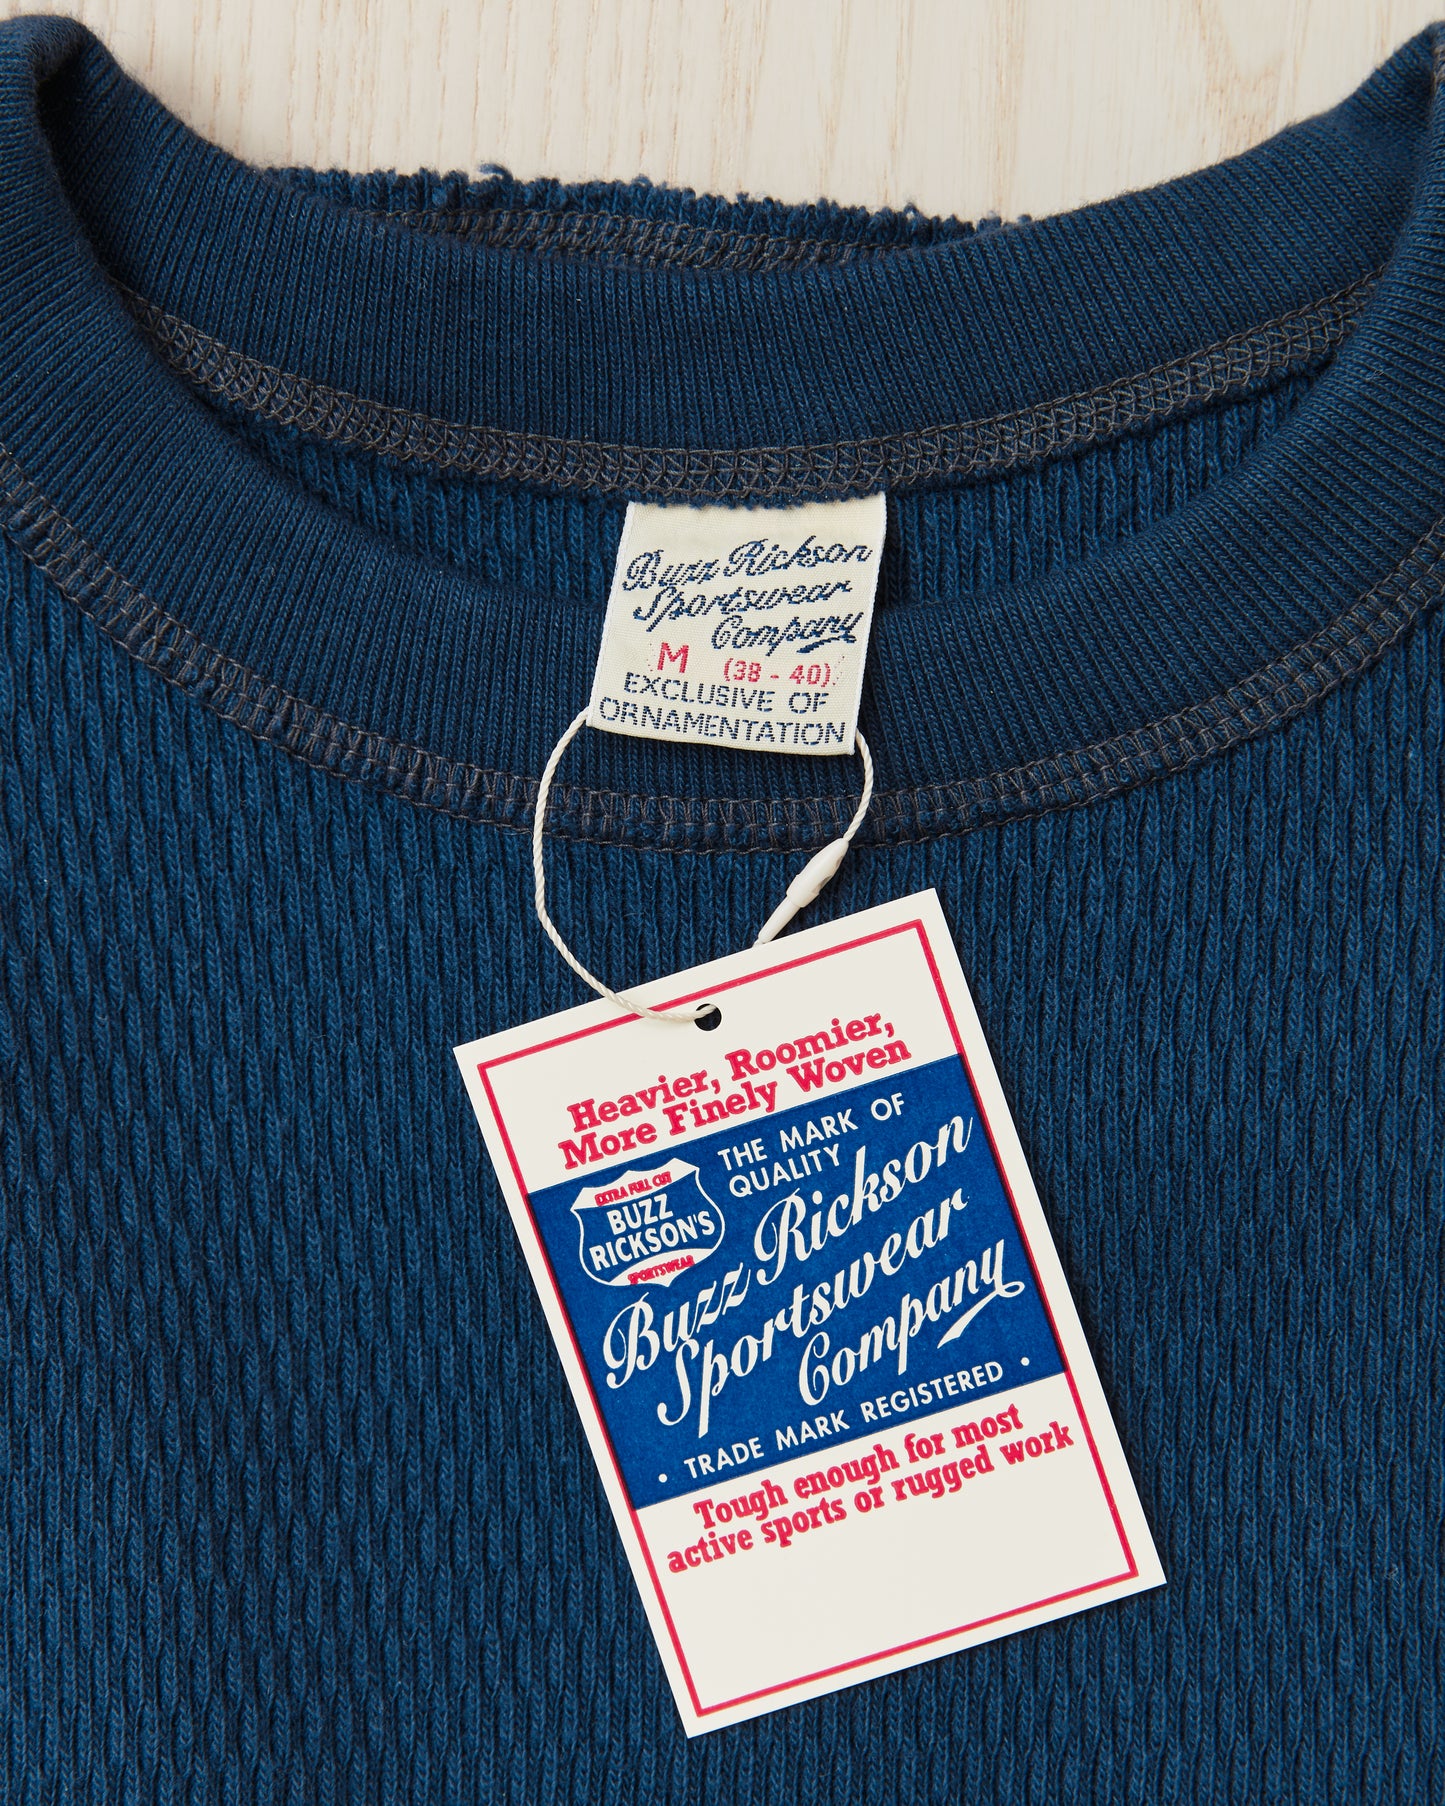 Buzz Rickson
Sportswear
Company
M (38 - 40)
EXCLUSIVE OF
ORNAMENTATION
Heavier, Roomier,
More Finely Woven
THE MARK OF
QUALITY
EXTRA FULL CUT
BUZZ
RICKSON'S
SPORTSWEAR
Buzz Rickson
Sportswear
Company
• TRADE MARK REGISTERED •
Tough enough for most
active sports or rugged work